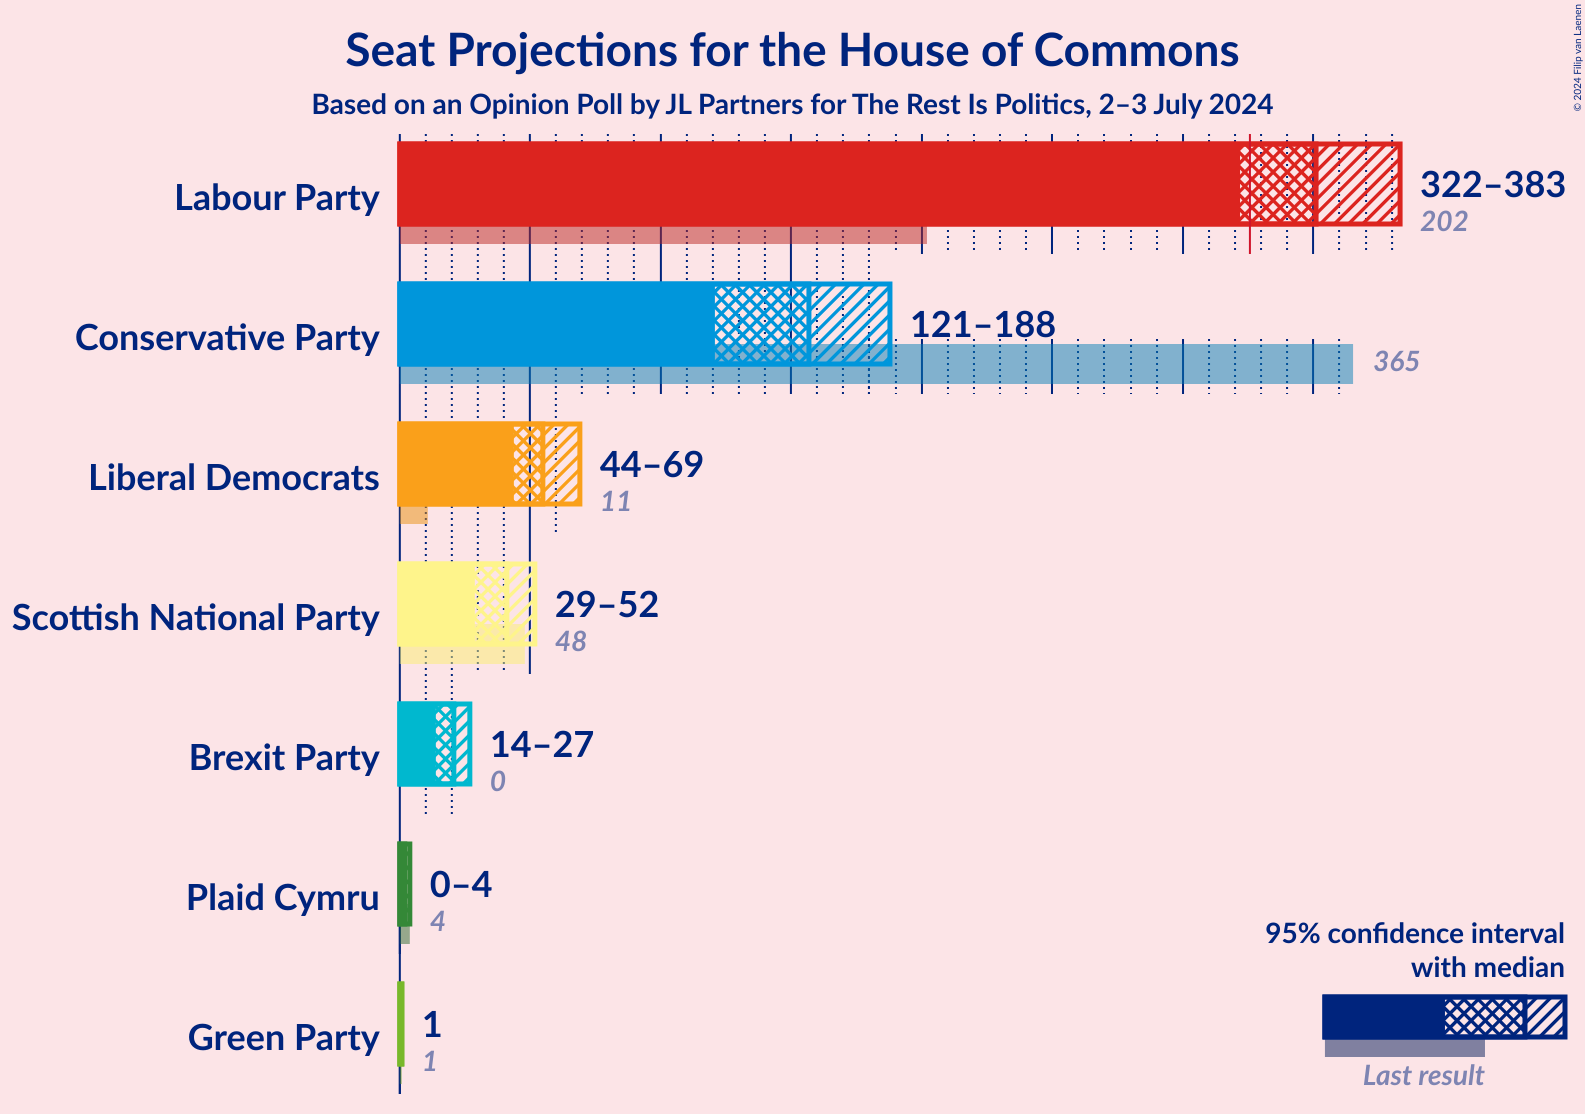 Seat Projections for the House of Commons
Based on an Opinion Poll by JL Partners for The Rest Is Politics, 2–3 July 2024
© 2024 Filip van Laenen
Labour Party
322–383
202
Conservative Party
121–188
365
Liberal Democrats
44–69
11
Scottish National Party
29–52
48
Brexit Party
14–27
0
Plaid Cymru
0–4
4
Green Party
1
1
95% confidence interval
with median
Last result